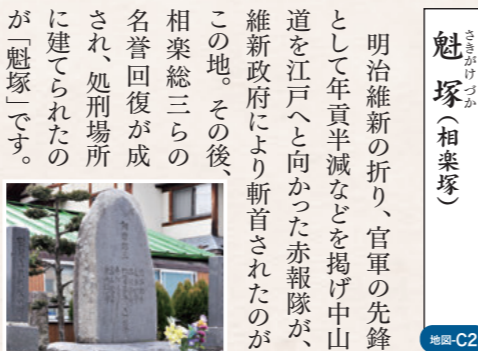 さきがけづか
魁塚(相楽塚)
地図-C2
明治維新の折り、官軍の先鋒
として年貢半減などを掲げ中山
道を江戸へと向かった赤報隊が、
維新政府により斬首されたのが
この地。その後、
相楽総三らの
名誉回復が成
され、処刑場所
に建てられたの
が「魁塚」です。